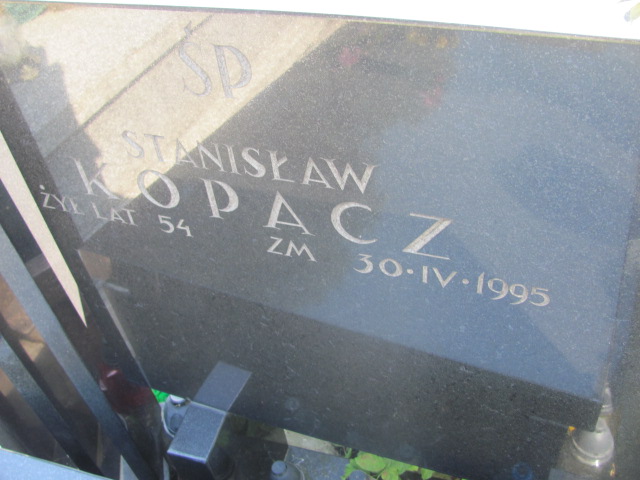 ŚP
STANISŁAW
KOPACZ
ŻYŁ LAT 54 ZM 30·IV·1995